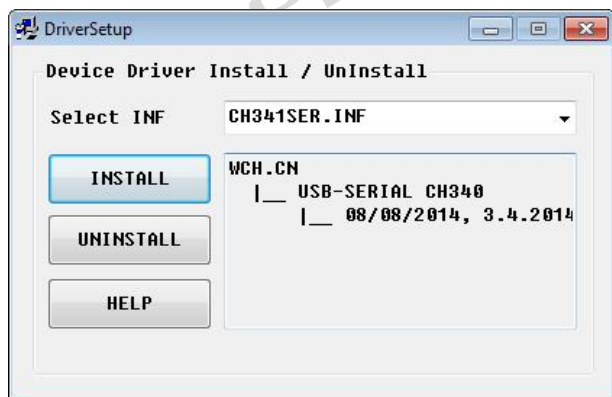 DriverSetup
Device Driver Install / UnInstall
Select INF
CH341SER.INF
INSTALL
UNINSTALL
HELP
WCH.CN
|__ USB-SERIAL CH340
|__ 08/08/2014, 3.4.2014